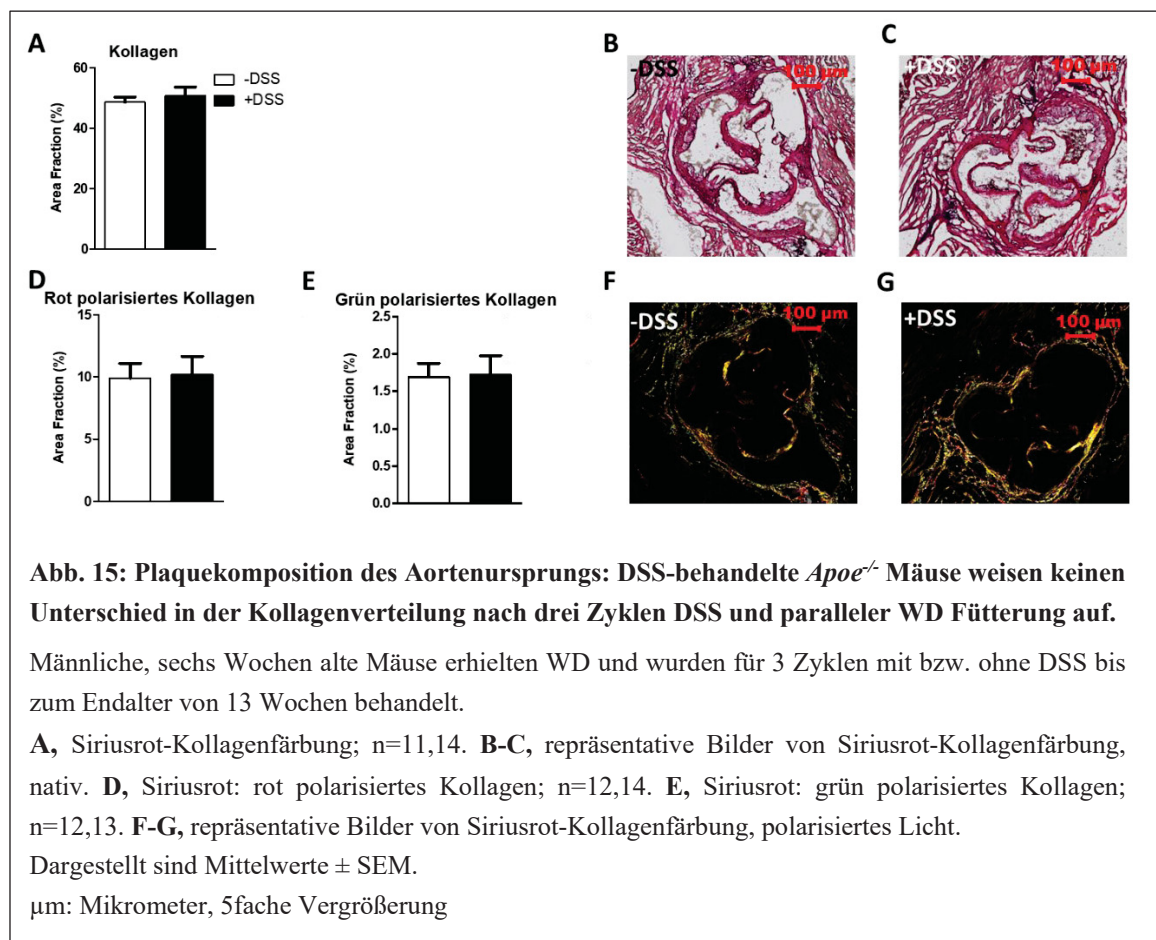 A
Kollagen
Area Fraction (%)
60
40
20
0
-DSS
+DSS
B
-DSS
100 µm
C
+DSS
100 µm
D
Rot polarisiertes Kollagen
Area Fraction (%)
15
10
5
0
E
Grün polarisiertes Kollagen
Area Fraction (%)
2.5
2.0
1.5
1.0
0.5
0.0
F
-DSS
100 µm
G
+DSS
100 µm
Abb. 15: Plaquekomposition des Aortenursprungs: DSS-behandelte Apoe-/- Mäuse weisen keinen
Unterschied in der Kollagenverteilung nach drei Zyklen DSS und paralleler WD Fütterung auf.
Männliche, sechs Wochen alte Mäuse erhielten WD und wurden für 3 Zyklen mit bzw. ohne DSS bis
zum Endalter von 13 Wochen behandelt.
A, Siriusrot-Kollagenfärbung; n=11,14. B-C, repräsentative Bilder von Siriusrot-Kollagenfärbung,
nativ. D, Siriusrot: rot polarisiertes Kollagen; n=12,14. E, Siriusrot: grün polarisiertes Kollagen;
n=12,13. F-G, repräsentative Bilder von Siriusrot-Kollagenfärbung, polarisiertes Licht.
Dargestellt sind Mittelwerte ± SEM.
µm: Mikrometer, 5fache Vergrößerung